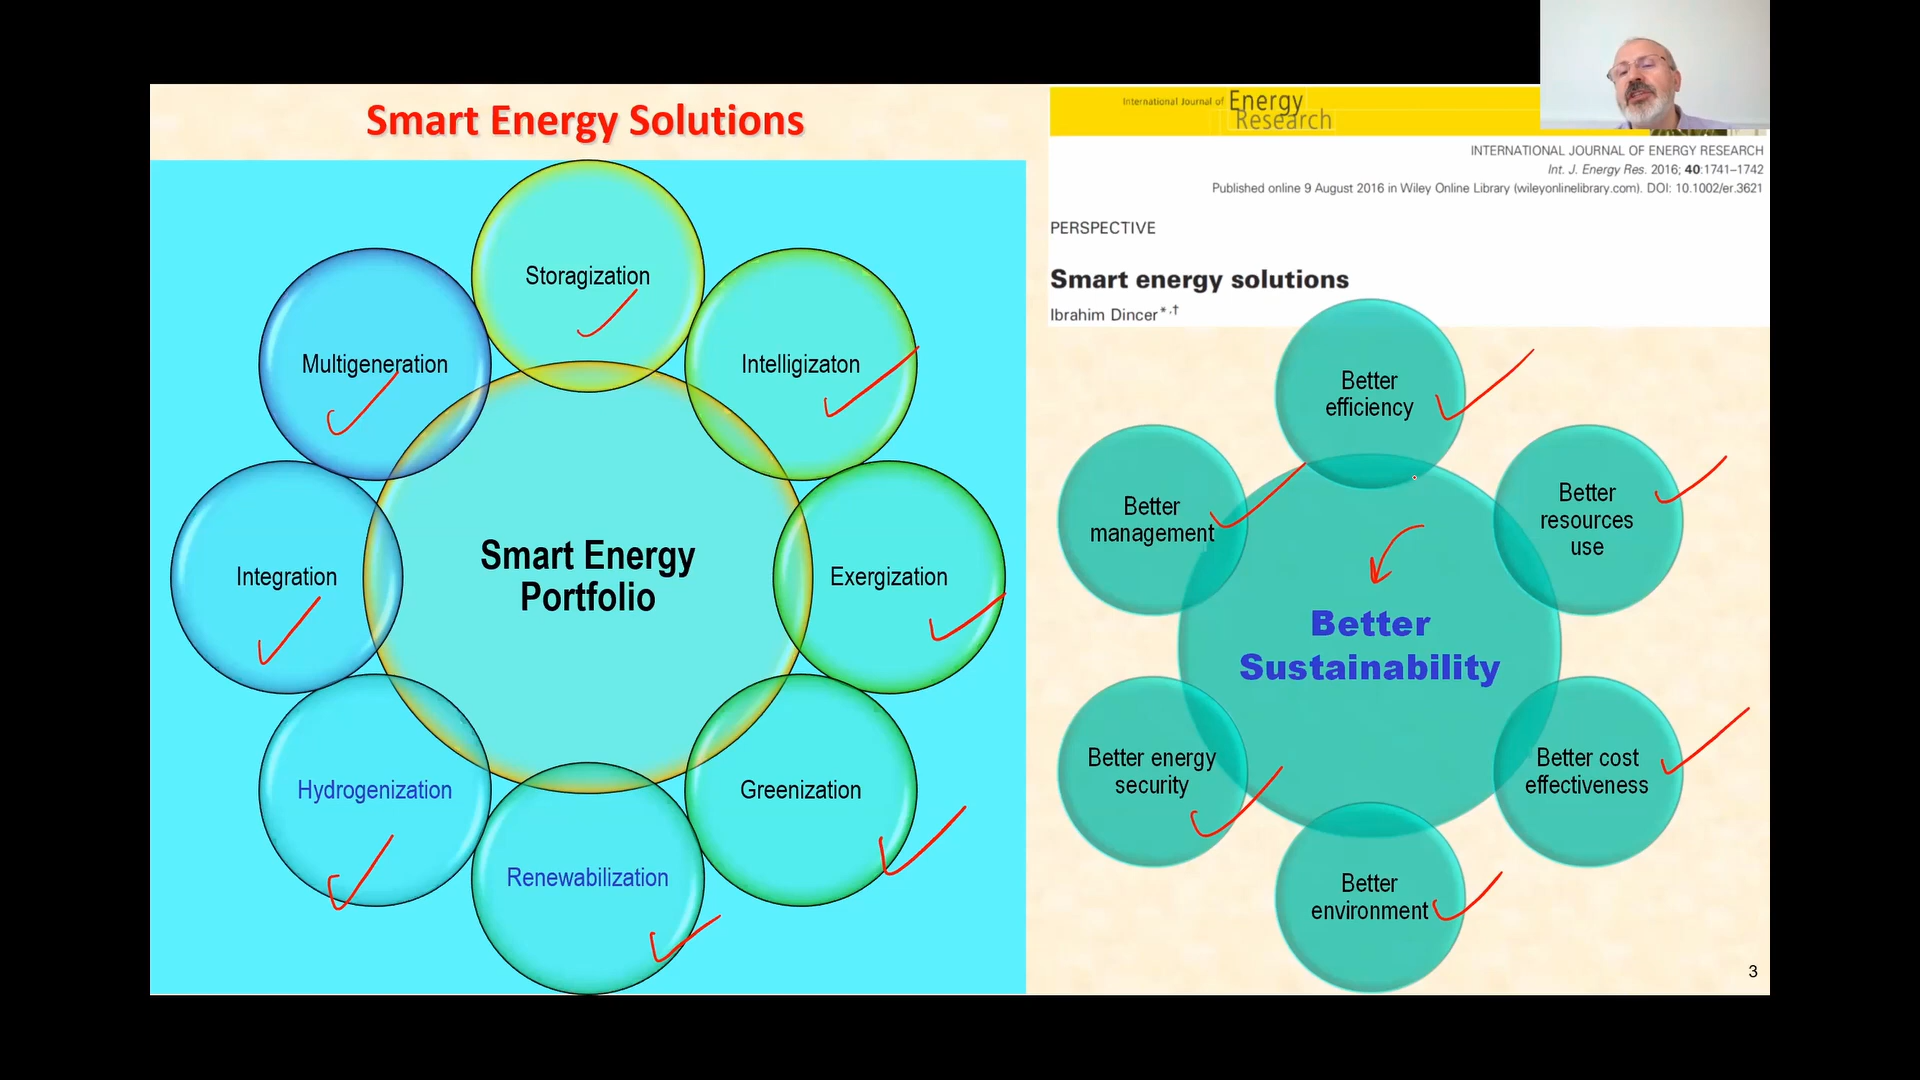 Smart Energy Solutions
Storagization
Multigeneration
Intelligizaton
Integration
Smart Energy
Portfolio
Exergization
Hydrogenization
Greenization
Renewabilization
International Journal of Energy
Research
INTERNATIONAL JOURNAL OF ENERGY RESEARCH
Int. J. Energy Res. 2016; 40:1741–1742
Published online 9 August 2016 in Wiley Online Library (wileyonlinelibrary.com). DOI: 10.1002/er.3621
PERSPECTIVE
Smart energy solutions
Ibrahim Dincer*,†
Better
efficiency
Better
management
Better
resources
use
Better
Sustainability
Better energy
security
Better cost
effectiveness
Better
environment
3